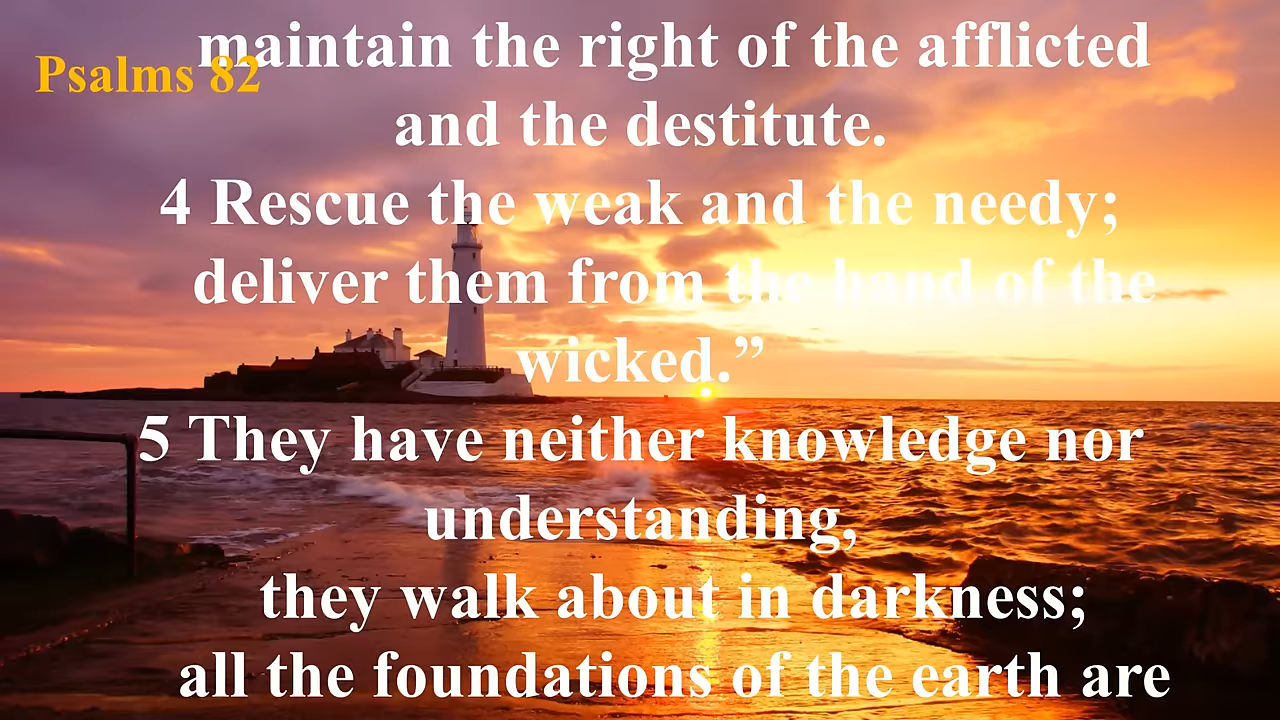 maintain the right of the afflicted
Psalms 82
and the destitute.
4 Rescue the weak and the needy;
deliver them from the hand of the
wicked.”
5 They have neither knowledge nor
understanding,
they walk about in darkness;
all the foundations of the earth are